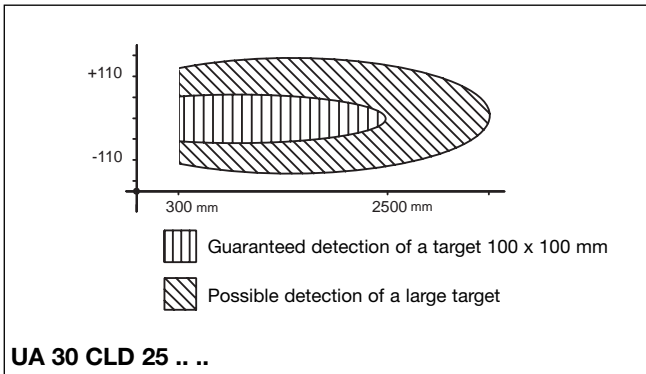 +110
-110
300 mm 2500 mm
Guaranteed detection of a target 100 x 100 mm
Possible detection of a large target
UA 30 CLD 25 .. ..